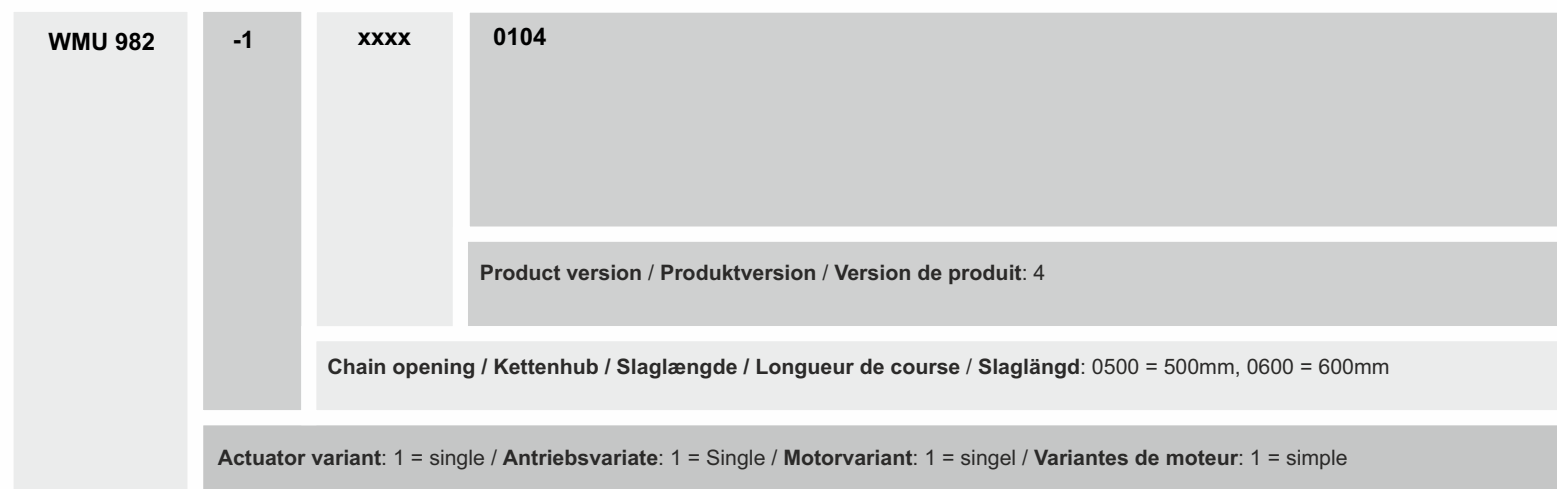 WMU 982 -1 xxxx 0104
Product version / Produktversion / Version de produit: 4
Chain opening / Kettenhub / Slaglængde / Longueur de course / Slaglängd: 0500 = 500mm, 0600 = 600mm
Actuator variant: 1 = single / Antriebsvariate: 1 = Single / Motorvariant: 1 = singel / Variantes de moteur: 1 = simple